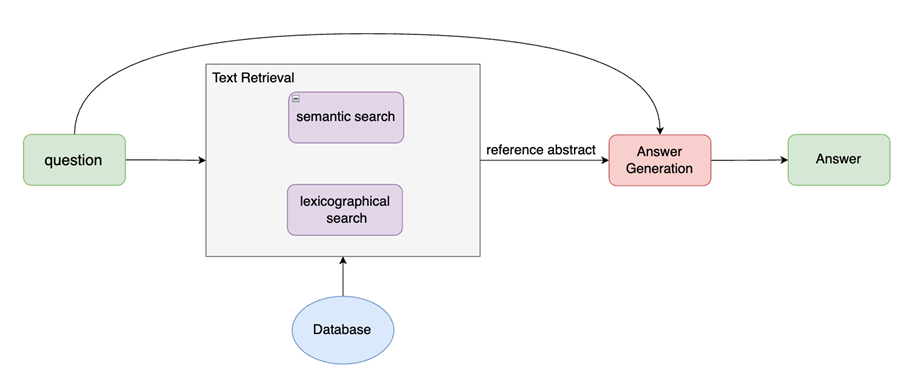 Text Retrieval
semantic search
question
reference abstract
Answer
Generation
Answer
lexicographical
search
Database